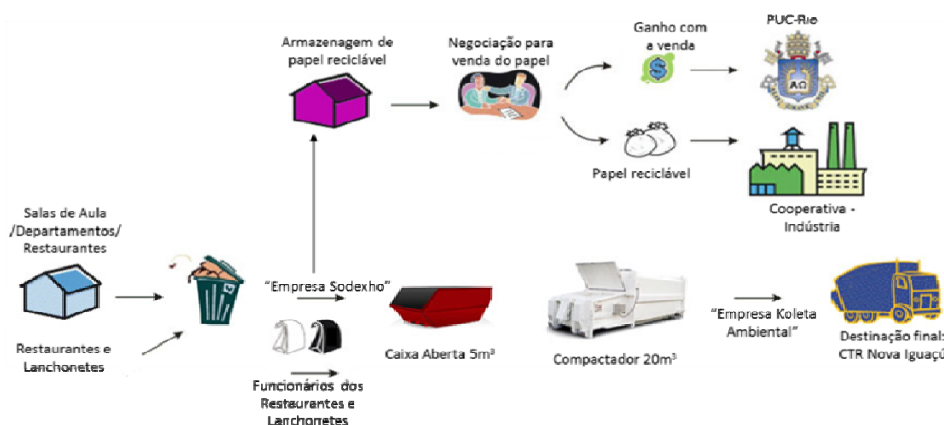 Armazenagem de
papel reciclável
Negociação para
venda do papel
Ganho com
a venda
PUC-Rio
ΑΩ
Papel reciclável
Cooperativa -
Indústria
Salas de Aula
/Departamentos/
Restaurantes
Restaurantes e
Lanchonetes
"Empresa Sodexho"
Funcionários dos
Restaurantes e
Lanchonetes
Caixa Aberta 5m³
Compactador 20m³
"Empresa Koleta
Ambiental"
Destinação final:
CTR Nova Iguaçú